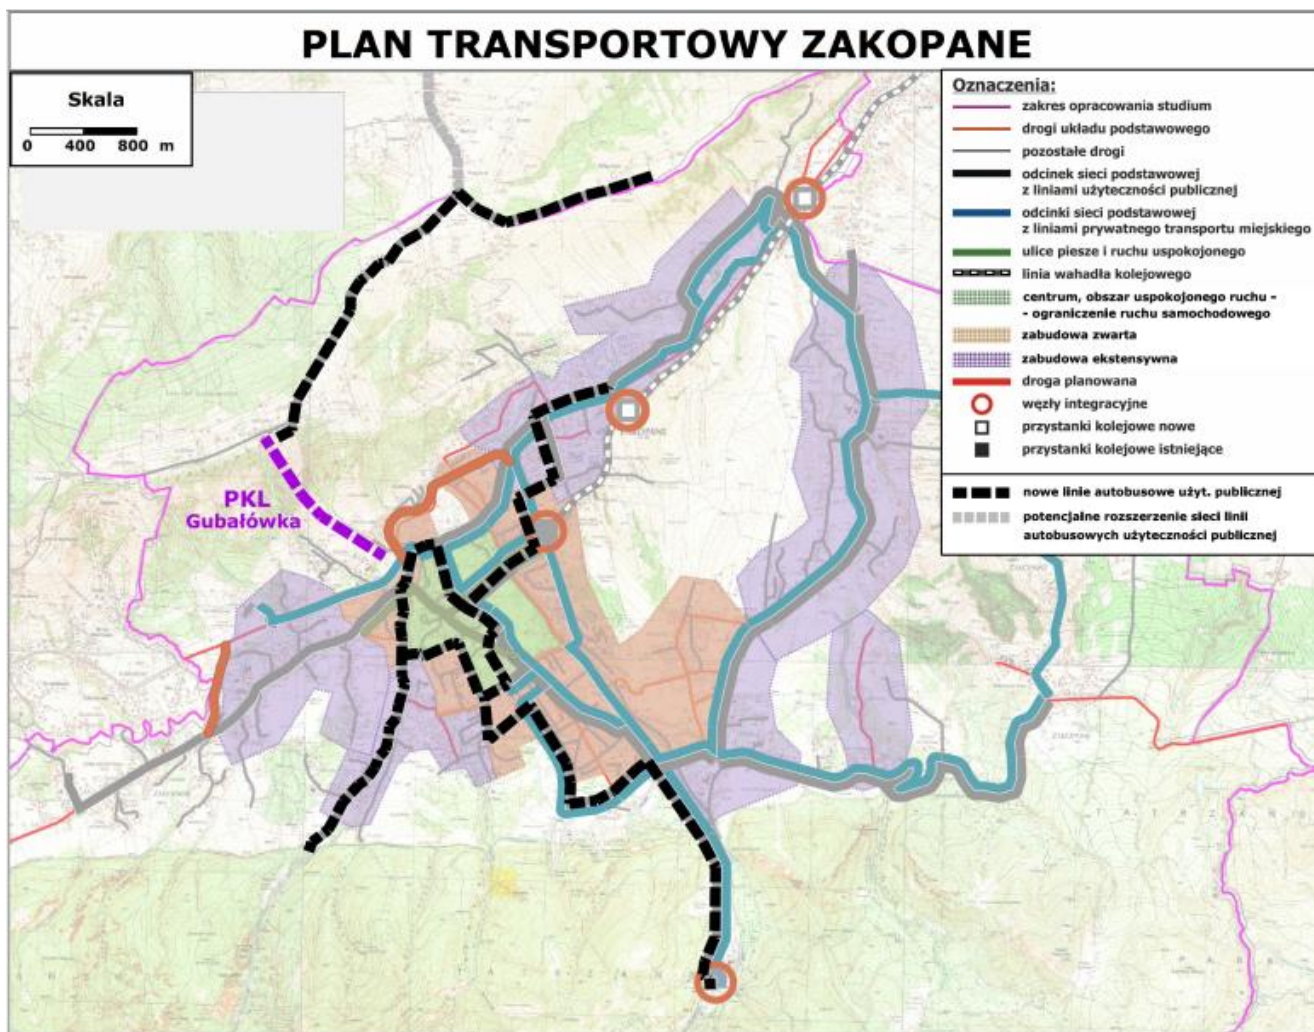 PLAN TRANSPORTOWY ZAKOPANE
Skala
0 400 800 m
Oznaczenia:
zakres opracowania studium
drogi układu podstawowego
pozostałe drogi
odcinek sieci podstawowej
z liniami użyteczności publicznej
odcinki sieci podstawowej
z liniami prywatnego transportu miejskiego
ulice piesze i ruchu uspokojonego
linia wahadła kolejowego
centrum, obszar uspokojonego ruchu -
- ograniczenie ruchu samochodowego
zabudowa zwarta
zabudowa ekstensywna
droga planowana
węzły integracyjne
przystanki kolejowe nowe
przystanki kolejowe istniejące
nowe linie autobusowe użyt. publicznej
potencjalne rozszerzenie sieci linii
autobusowych użyteczności publicznej
PKL
Gubałówka